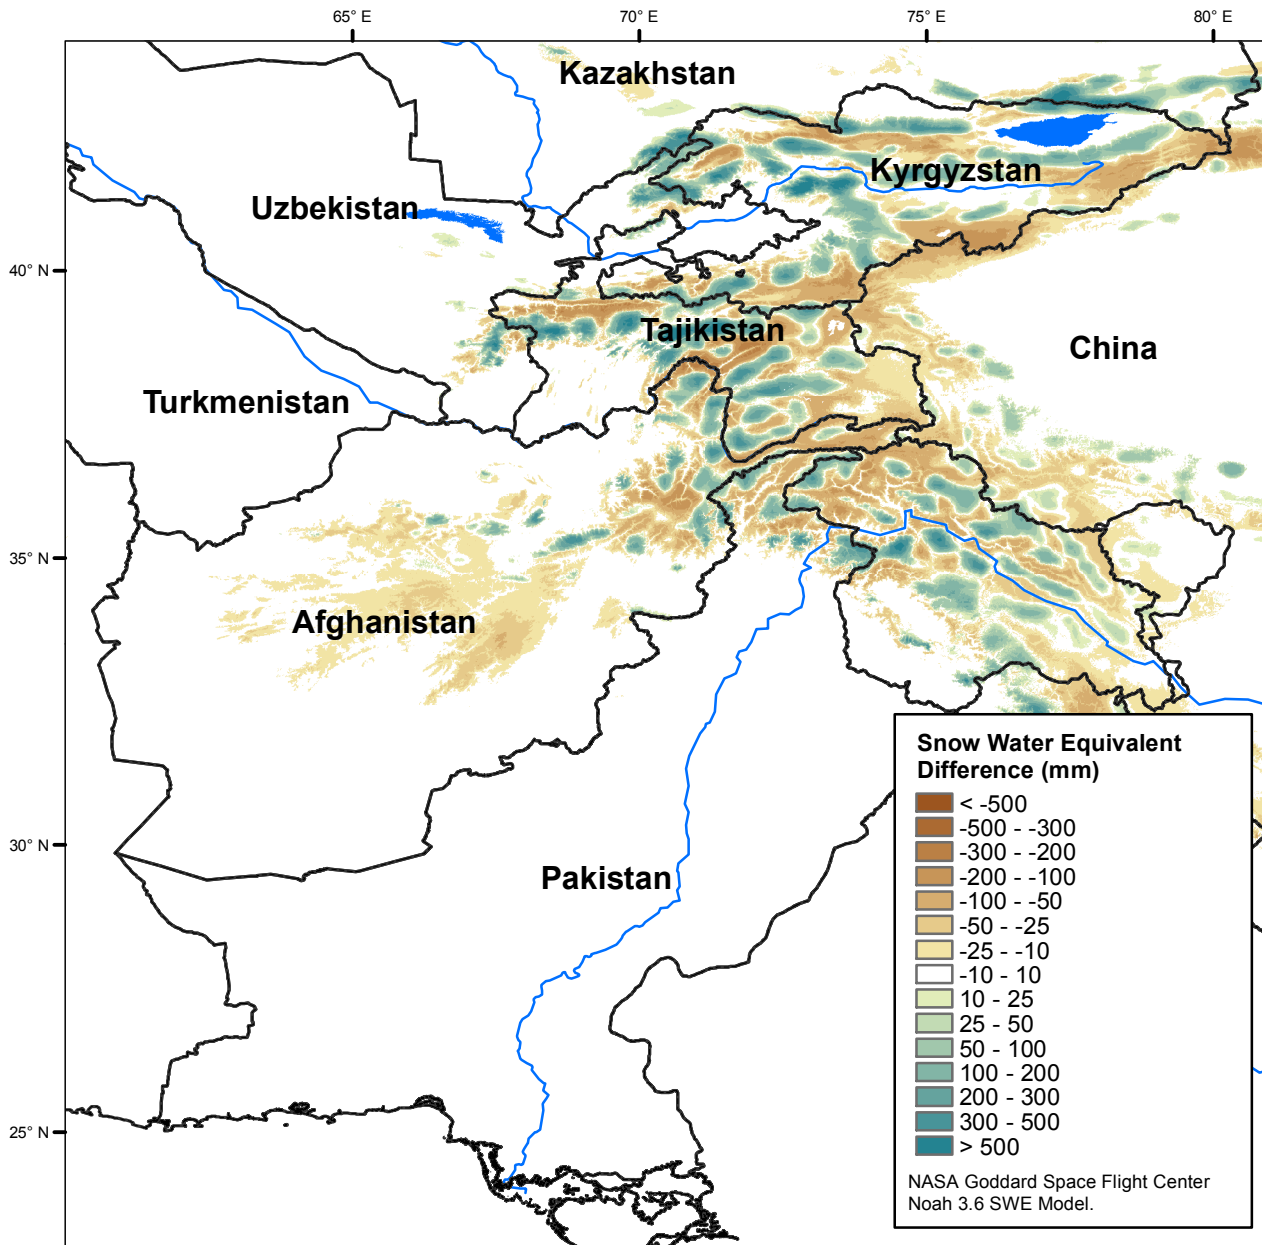 65° E
70° E
75° E
80° E
Kazakhstan
Kyrgyzstan
Uzbekistan
40° N
Tajikistan
China
Turkmenistan
35° N
Afghanistan
30° N
Pakistan
25° N
Snow Water Equivalent
Difference (mm)
< -500
-500 - -300
-300 - -200
-200 - -100
-100 - -50
-50 - -25
-25 - -10
-10 - 10
10 - 25
25 - 50
50 - 100
100 - 200
200 - 300
300 - 500
> 500
NASA Goddard Space Flight Center
Noah 3.6 SWE Model.